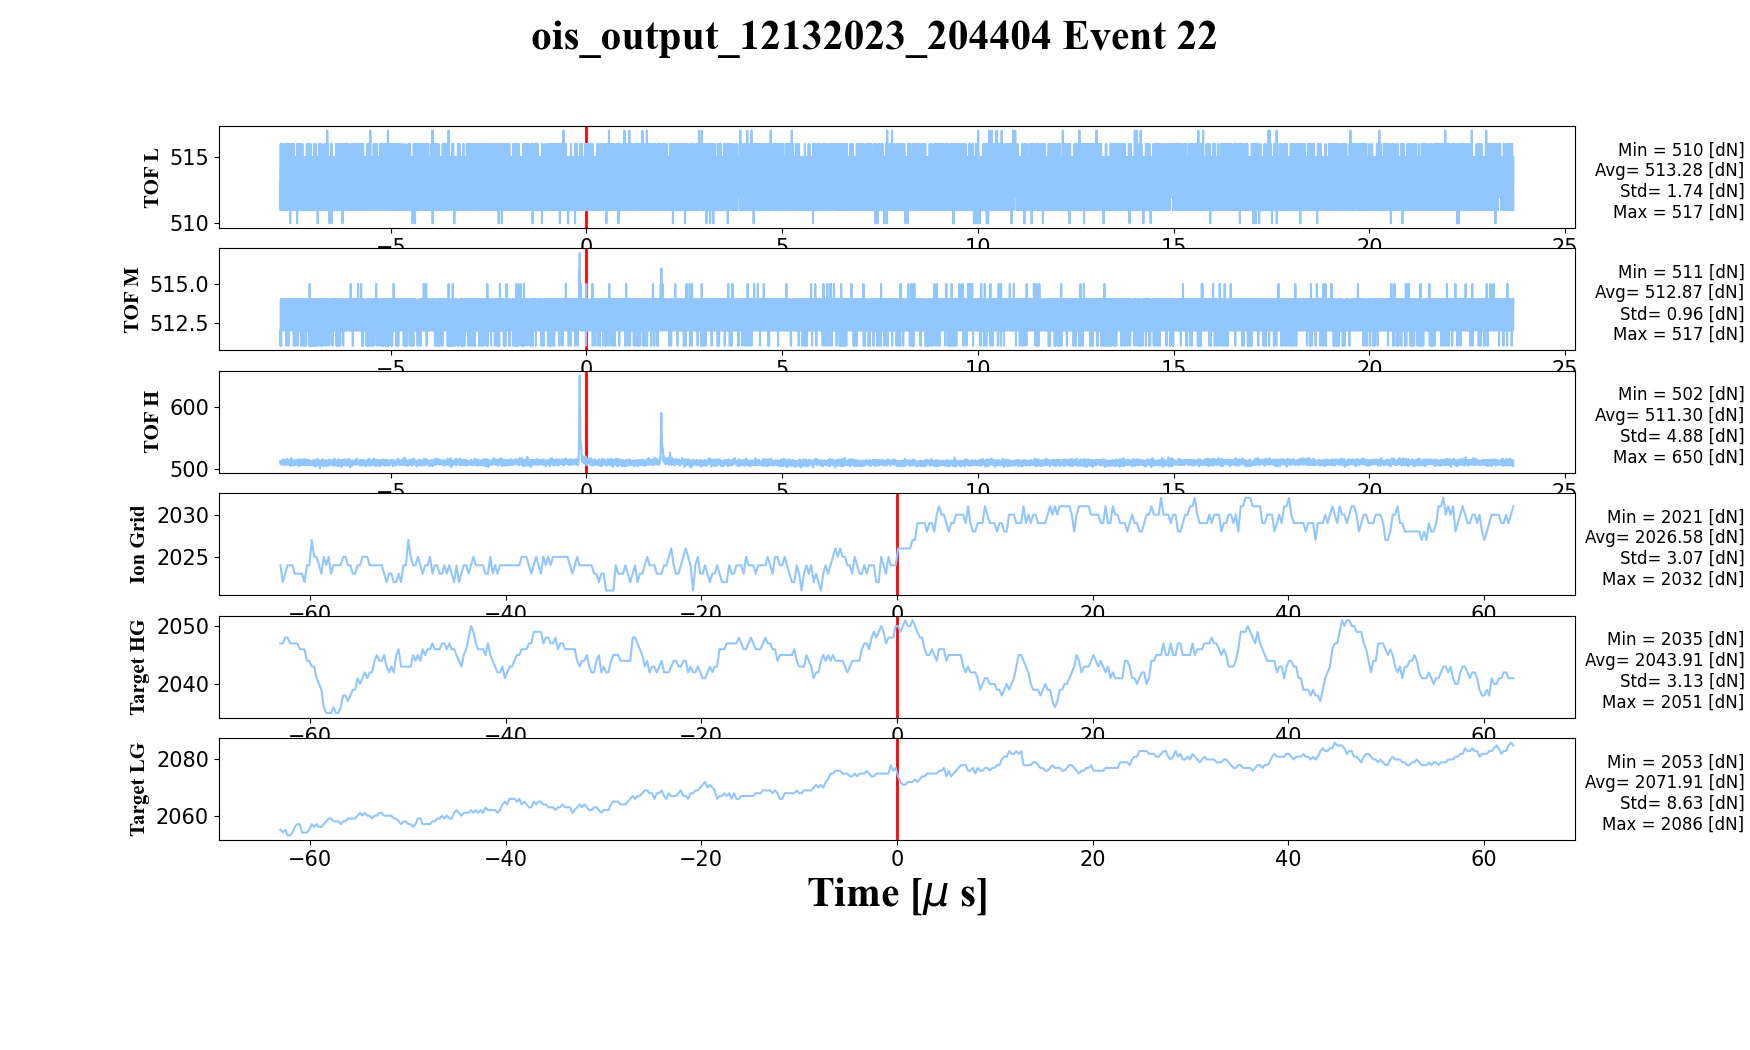 ois_output_12132023_204404 Event 22
TOF L
515
510
Min = 510 [dN]
Avg= 513.28 [dN]
Std= 1.74 [dN]
Max = 517 [dN]
−5 0 5 10 15 20 25
TOF M
515.0
512.5
Min = 511 [dN]
Avg= 512.87 [dN]
Std= 0.96 [dN]
Max = 517 [dN]
−5 0 5 10 15 20 25
TOF H
600
500
Min = 502 [dN]
Avg= 511.30 [dN]
Std= 4.88 [dN]
Max = 650 [dN]
−5 0 5 10 15 20 25
Ion Grid
2030
2025
Min = 2021 [dN]
Avg= 2026.58 [dN]
Std= 3.07 [dN]
Max = 2032 [dN]
−60 −40 −20 0 20 40 60
Target HG
2050
2040
Min = 2035 [dN]
Avg= 2043.91 [dN]
Std= 3.13 [dN]
Max = 2051 [dN]
−60 −40 −20 0 20 40 60
Target LG
2080
2060
Min = 2053 [dN]
Avg= 2071.91 [dN]
Std= 8.63 [dN]
Max = 2086 [dN]
−60 −40 −20 0 20 40 60
Time [μ s]